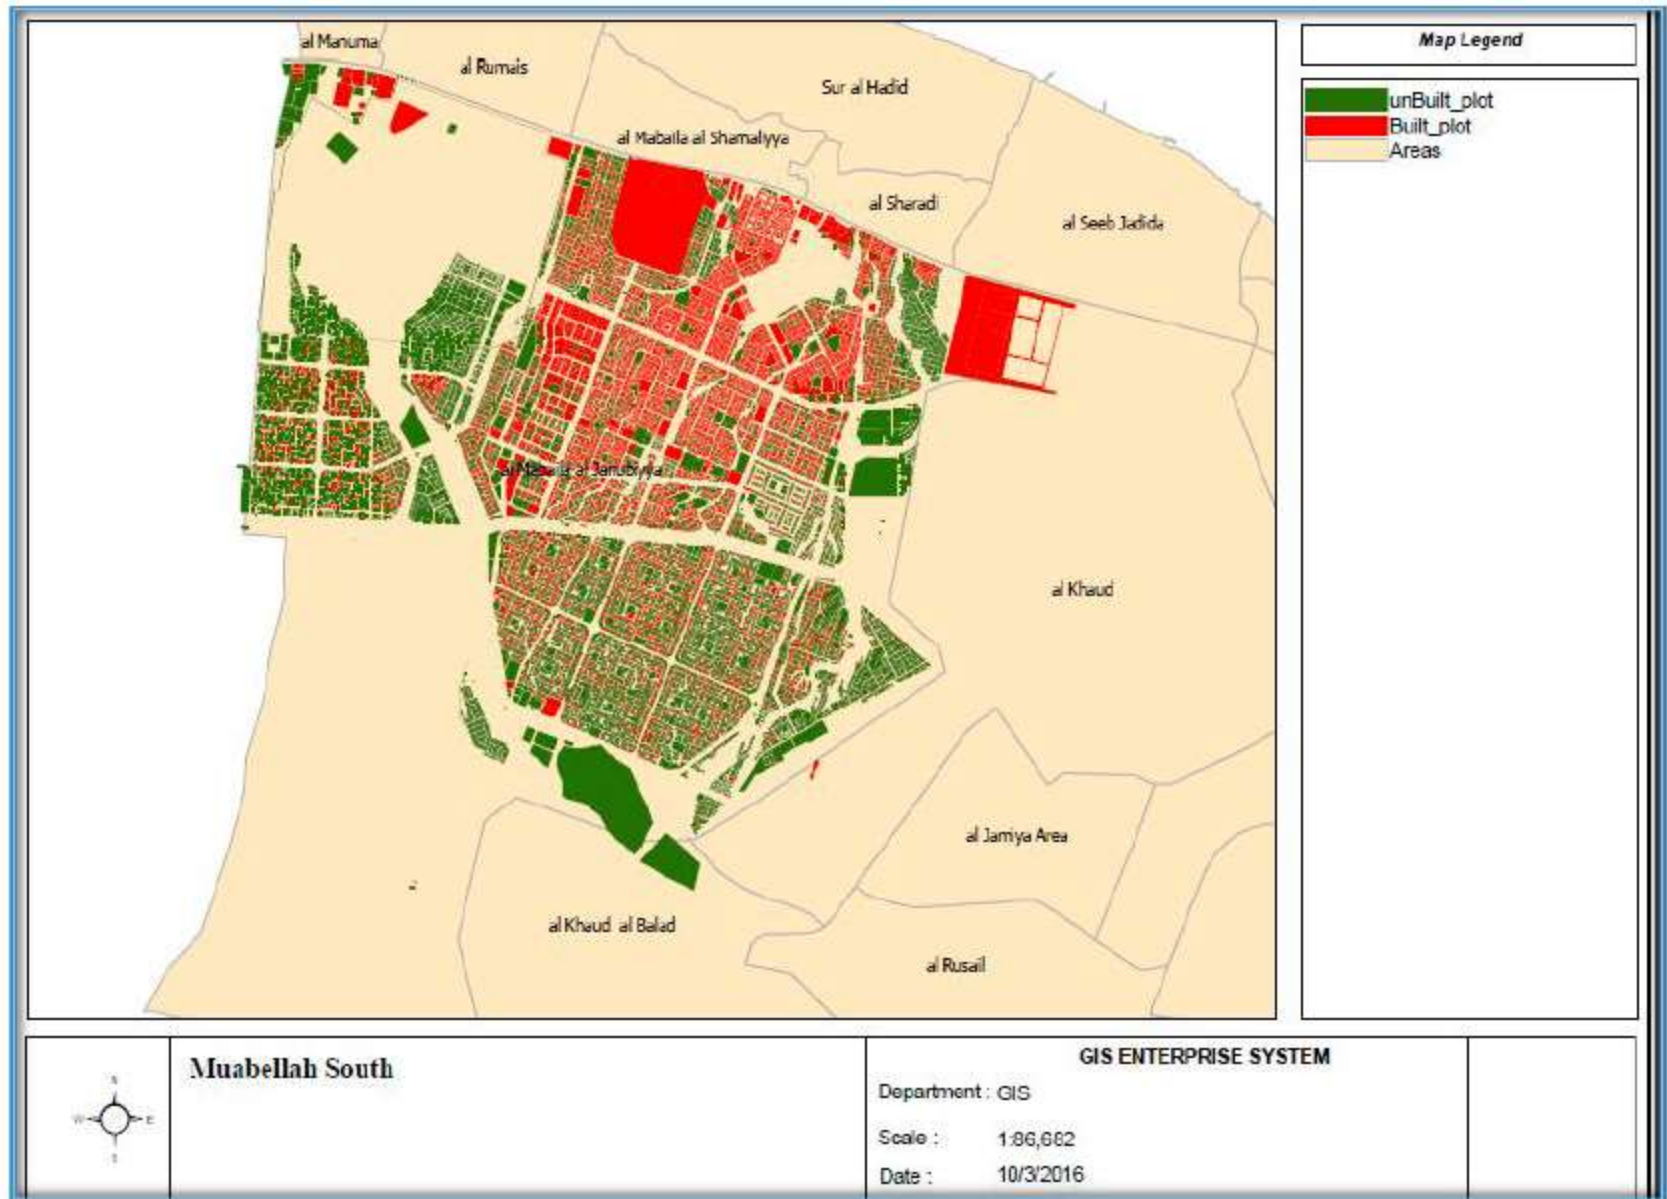 al Manuma
al Rumais
Sur al Hadid
al Mabaila al Shamaliyya
al Sharadi
al Seeb Jadida
al Mabaila al Janubiyya
al Khaud
al Jamiya Area
al Khaud al Balad
al Rusail
Map Legend
unBuilt_plot
Built_plot
Areas
N
W
E
S
Muabellah South
GIS ENTERPRISE SYSTEM
Department : GIS
Scale : 1:86,682
Date : 10/3/2016